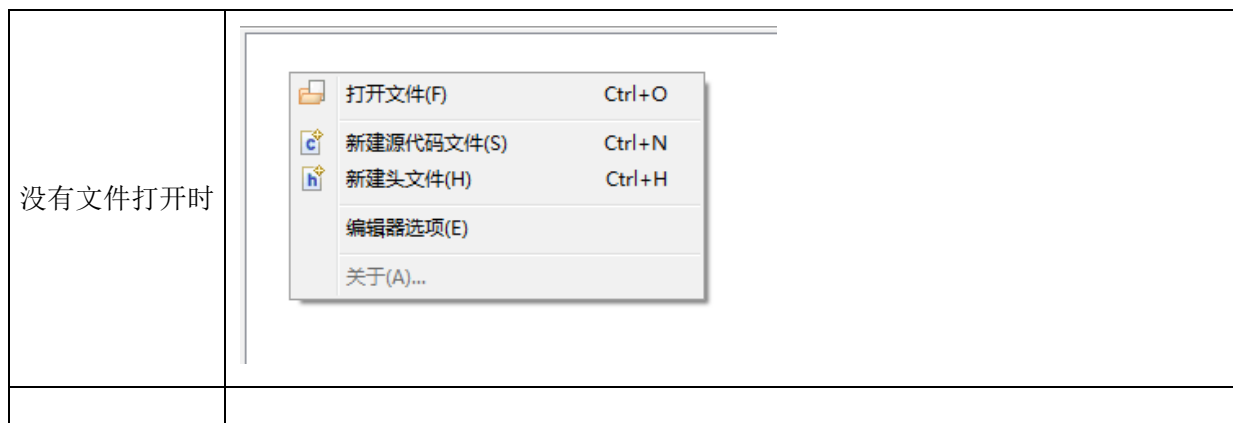 没有文件打开时
打开文件(F) Ctrl+O
新建源代码文件(S) Ctrl+N
新建头文件(H) Ctrl+H
编辑器选项(E)
关于(A)...